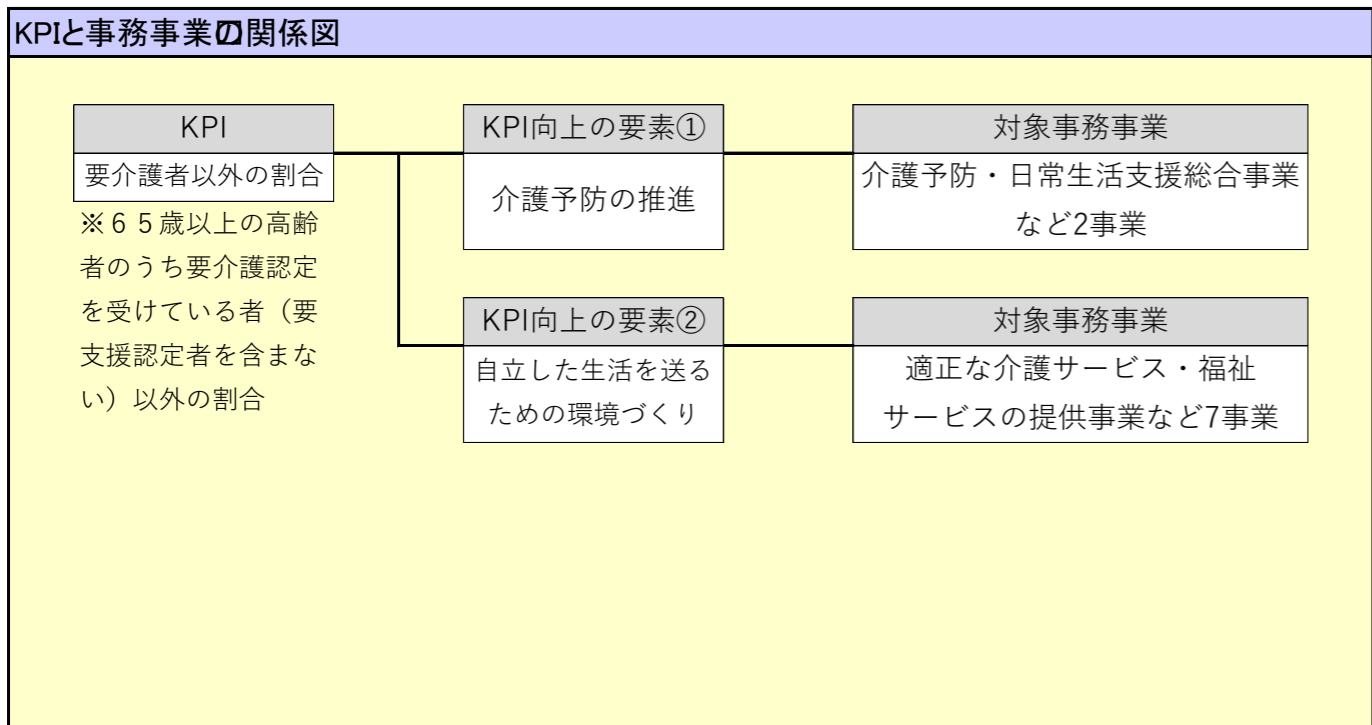 KPIと事務事業の関係図
KPI
要介護者以外の割合
※65歳以上の高齢
者のうち要介護認定
を受けている者（要
支援認定者を含まな
い）以外の割合
KPI向上の要素①
介護予防の推進
対象事務事業
介護予防・日常生活支援総合事業
など2事業
KPI向上の要素②
自立した生活を送る
ための環境づくり
対象事務事業
適正な介護サービス・福祉
サービスの提供事業など7事業